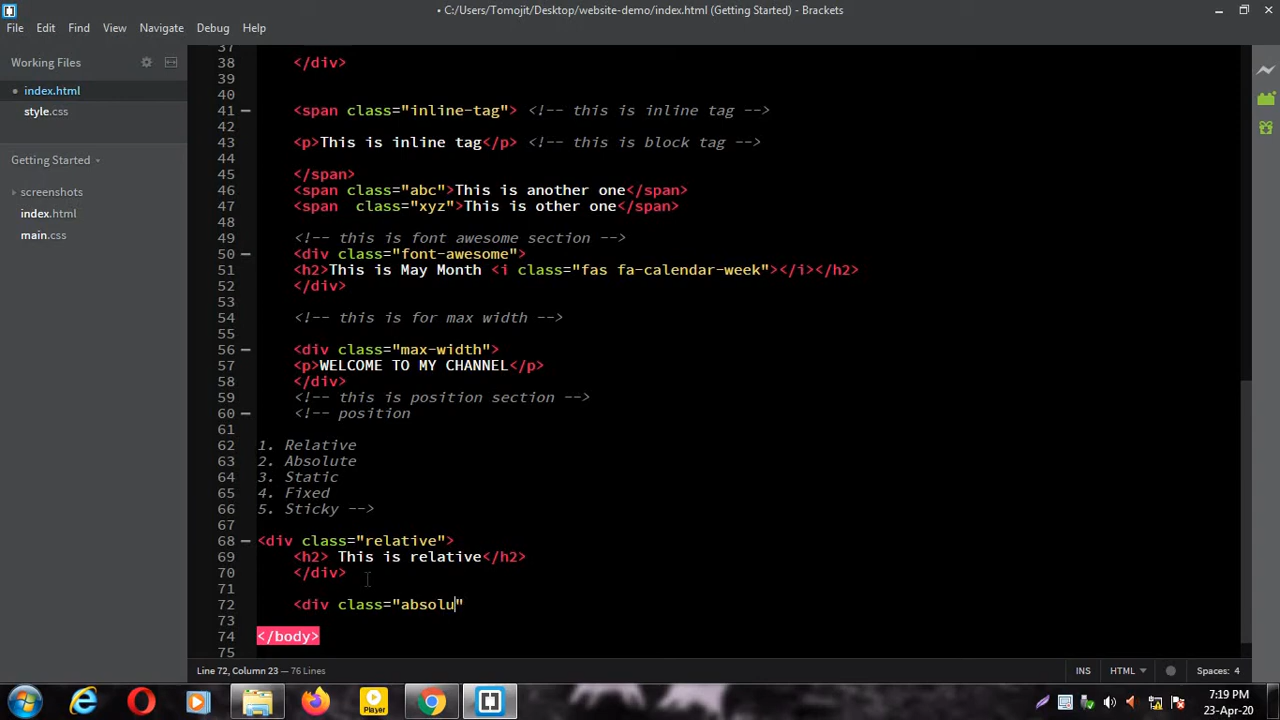 • C:/Users/Tomojit/Desktop/website-demo/index.html (Getting Started) - Brackets
File Edit Find View Navigate Debug Help
Working Files
• index.html
style.css
Getting Started
screenshots
index.html
main.css
37
38 </div>
39
40
41 <span class="inline-tag"> <!-- this is inline tag -->
42
43 <p>This is inline tag</p> <!-- this is block tag -->
44
45 </span>
46 <span class="abc">This is another one</span>
47 <span  class="xyz">This is other one</span>
48
49 <!-- this is font awesome section -->
50 <div class="font-awesome">
51 <h2>This is May Month <i class="fas fa-calendar-week"></i></h2>
52 </div>
53
54 <!-- this is for max width -->
55
56 <div class="max-width">
57 <p>WELCOME TO MY CHANNEL</p>
58 </div>
59 <!-- this is position section -->
60 <!-- position
61
62 1. Relative
63 2. Absolute
64 3. Static
65 4. Fixed
66 5. Sticky -->
67
68 <div class="relative">
69 <h2> This is relative</h2>
70 </div>
71
72 <div class="absolu"
73
74 </body>
75
Line 72, Column 23 — 76 Lines
INS HTML Spaces: 4
Player
7:19 PM
23-Apr-20